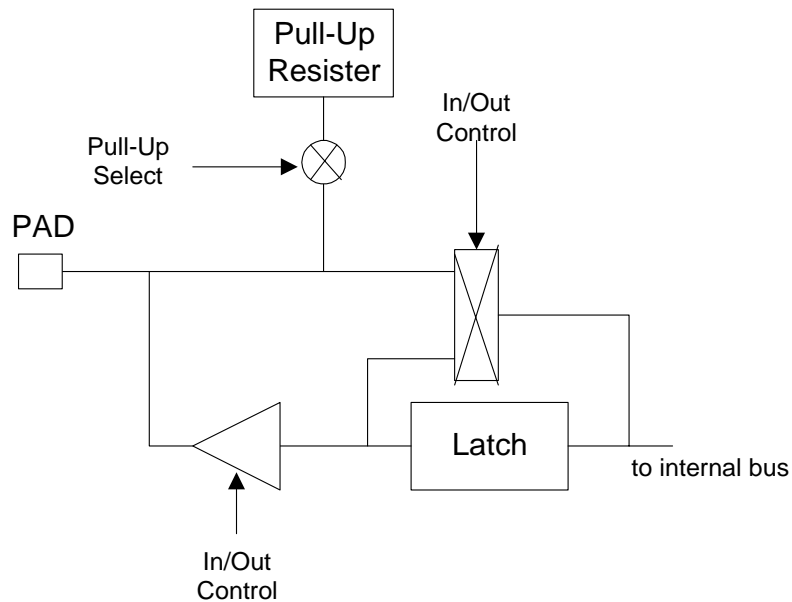 Pull-Up
Resister
In/Out
Control
Pull-Up
Select
PAD
Latch
to internal bus
In/Out
Control